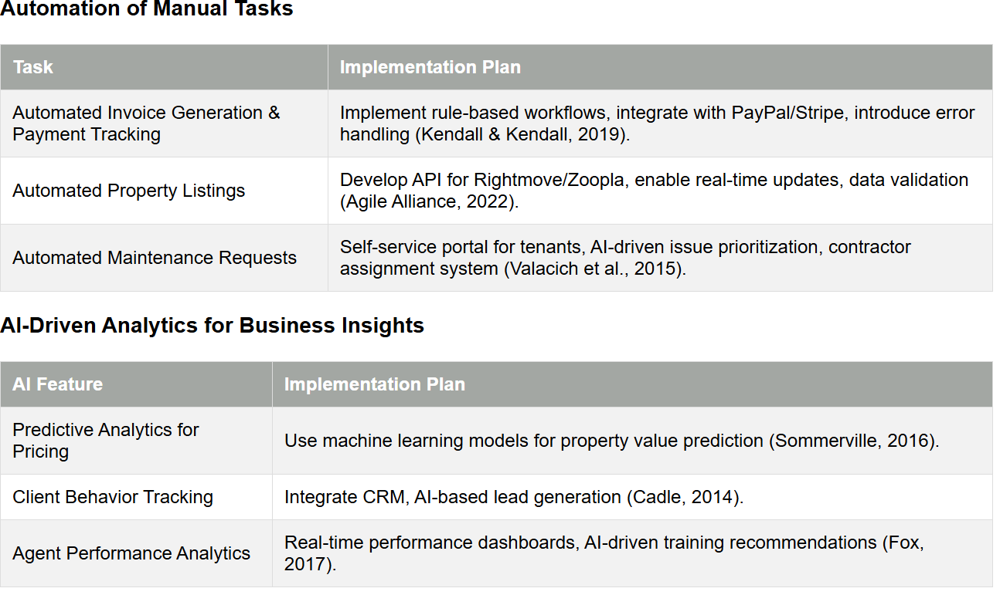 Automation of Manual Tasks
Task
Implementation Plan
Automated Invoice Generation &
Payment Tracking
Implement rule-based workflows, integrate with PayPal/Stripe, introduce error
handling (Kendall & Kendall, 2019).
Automated Property Listings
Develop API for Rightmove/Zoopla, enable real-time updates, data validation
(Agile Alliance, 2022).
Automated Maintenance Requests
Self-service portal for tenants, AI-driven issue prioritization, contractor
assignment system (Valacich et al., 2015).
AI-Driven Analytics for Business Insights
AI Feature
Implementation Plan
Predictive Analytics for
Pricing
Use machine learning models for property value prediction (Sommerville, 2016).
Client Behavior Tracking
Integrate CRM, AI-based lead generation (Cadle, 2014).
Agent Performance Analytics
Real-time performance dashboards, AI-driven training recommendations (Fox,
2017).